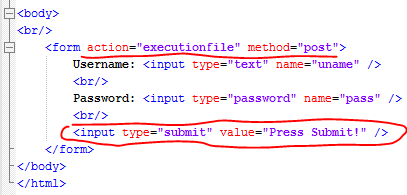 <body>
<br/>
<form action="executionfile" method="post">
Username: <input type="text" name="uname" />
<br/>
Password: <input type="password" name="pass" />
<br/>
<input type="submit" value="Press Submit!" />
</form>
</body>
</html>